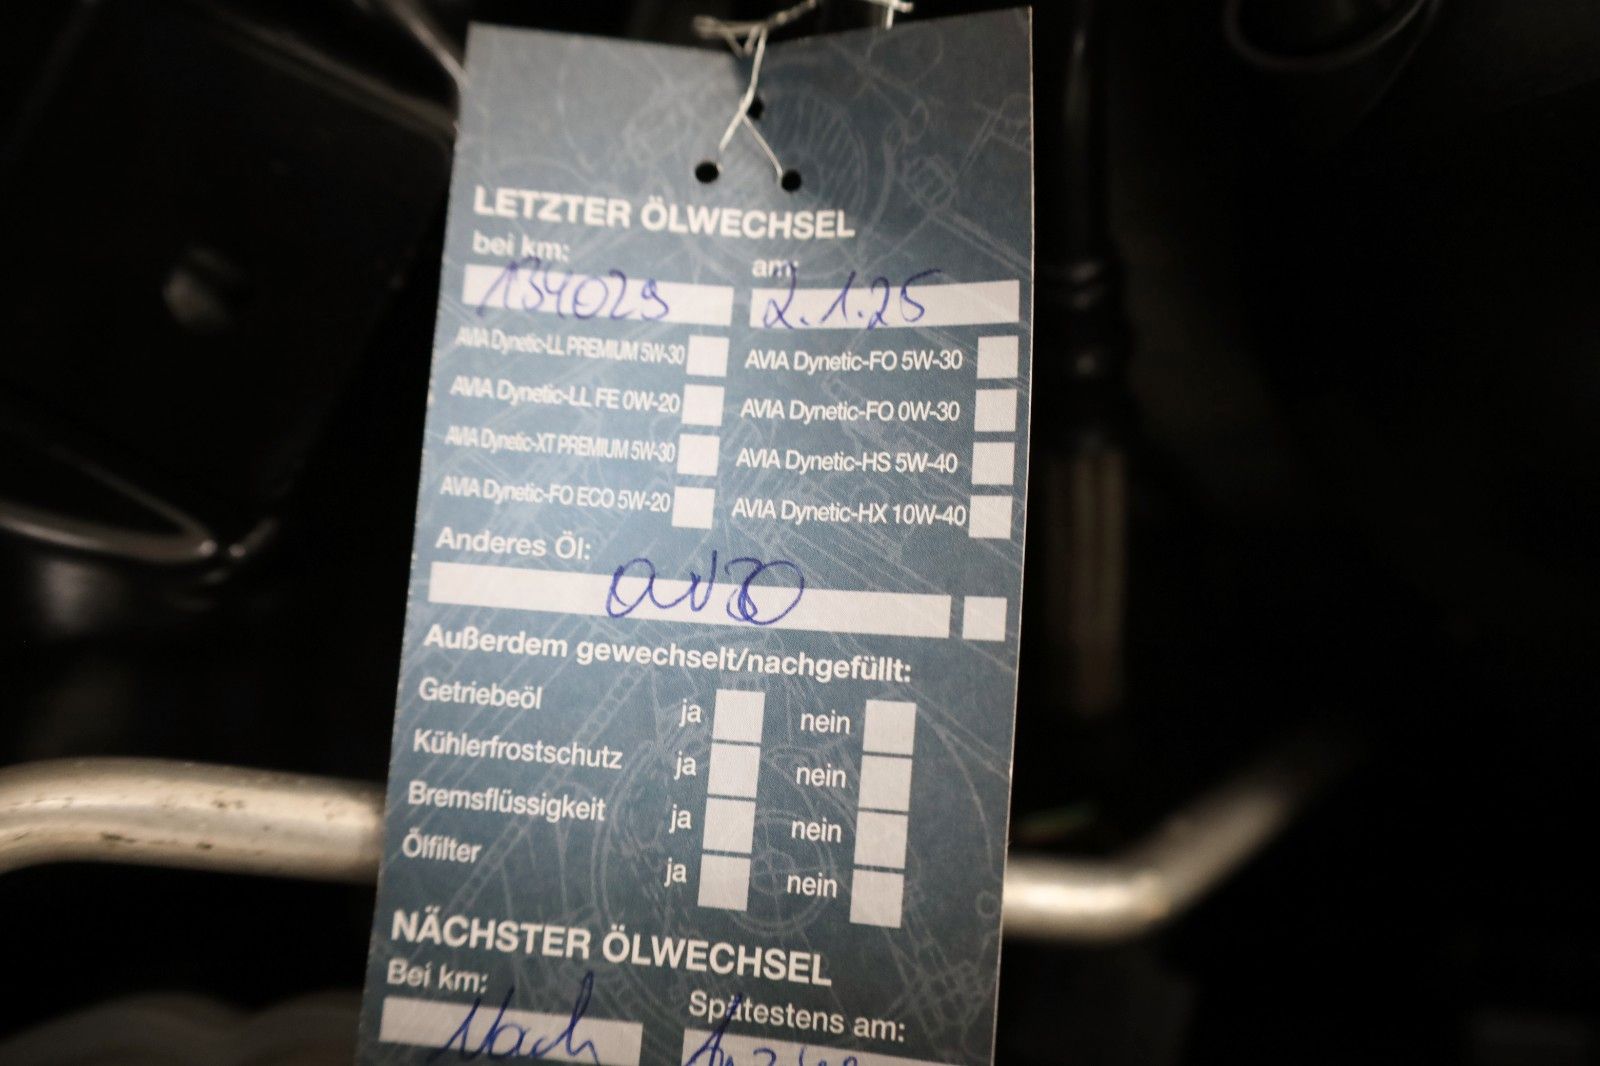 LETZTER ÖLWECHSEL
bei km: am:
134029 2.1.25
AVIA Dynetic-LL PREMIUM 5W-30 AVIA Dynetic-FO 5W-30
AVIA Dynetic-LL FE 0W-20 AVIA Dynetic-FO 0W-30
AVIA Dynetic-XT PREMIUM 5W-30 AVIA Dynetic-HS 5W-40
AVIA Dynetic-FO ECO 5W-20 AVIA Dynetic-HX 10W-40
Anderes Öl:
0W30
Außerdem gewechselt/nachgefüllt:
Getriebeöl ja nein
Kühlerfrostschutz ja nein
Bremsflüssigkeit ja nein
Ölfilter ja nein
NÄCHSTER ÖLWECHSEL
Bei km: Spätestens am:
Nach